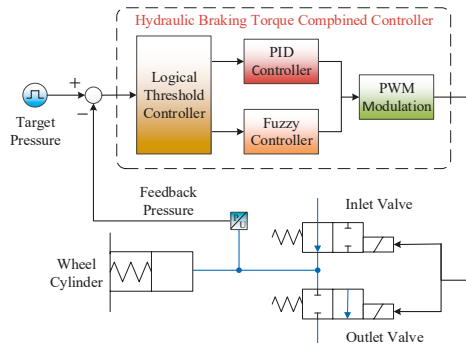 Hydraulic Braking Torque Compbined Controller
Logical
Threshold
Controller
PID
Controller
Fuzzy
Controller
PWM
Modulation
+
−
Target
Pressure
Feedback
Pressure
P
U
Inlet Valve
Wheel
Cylinder
Outlet Valve